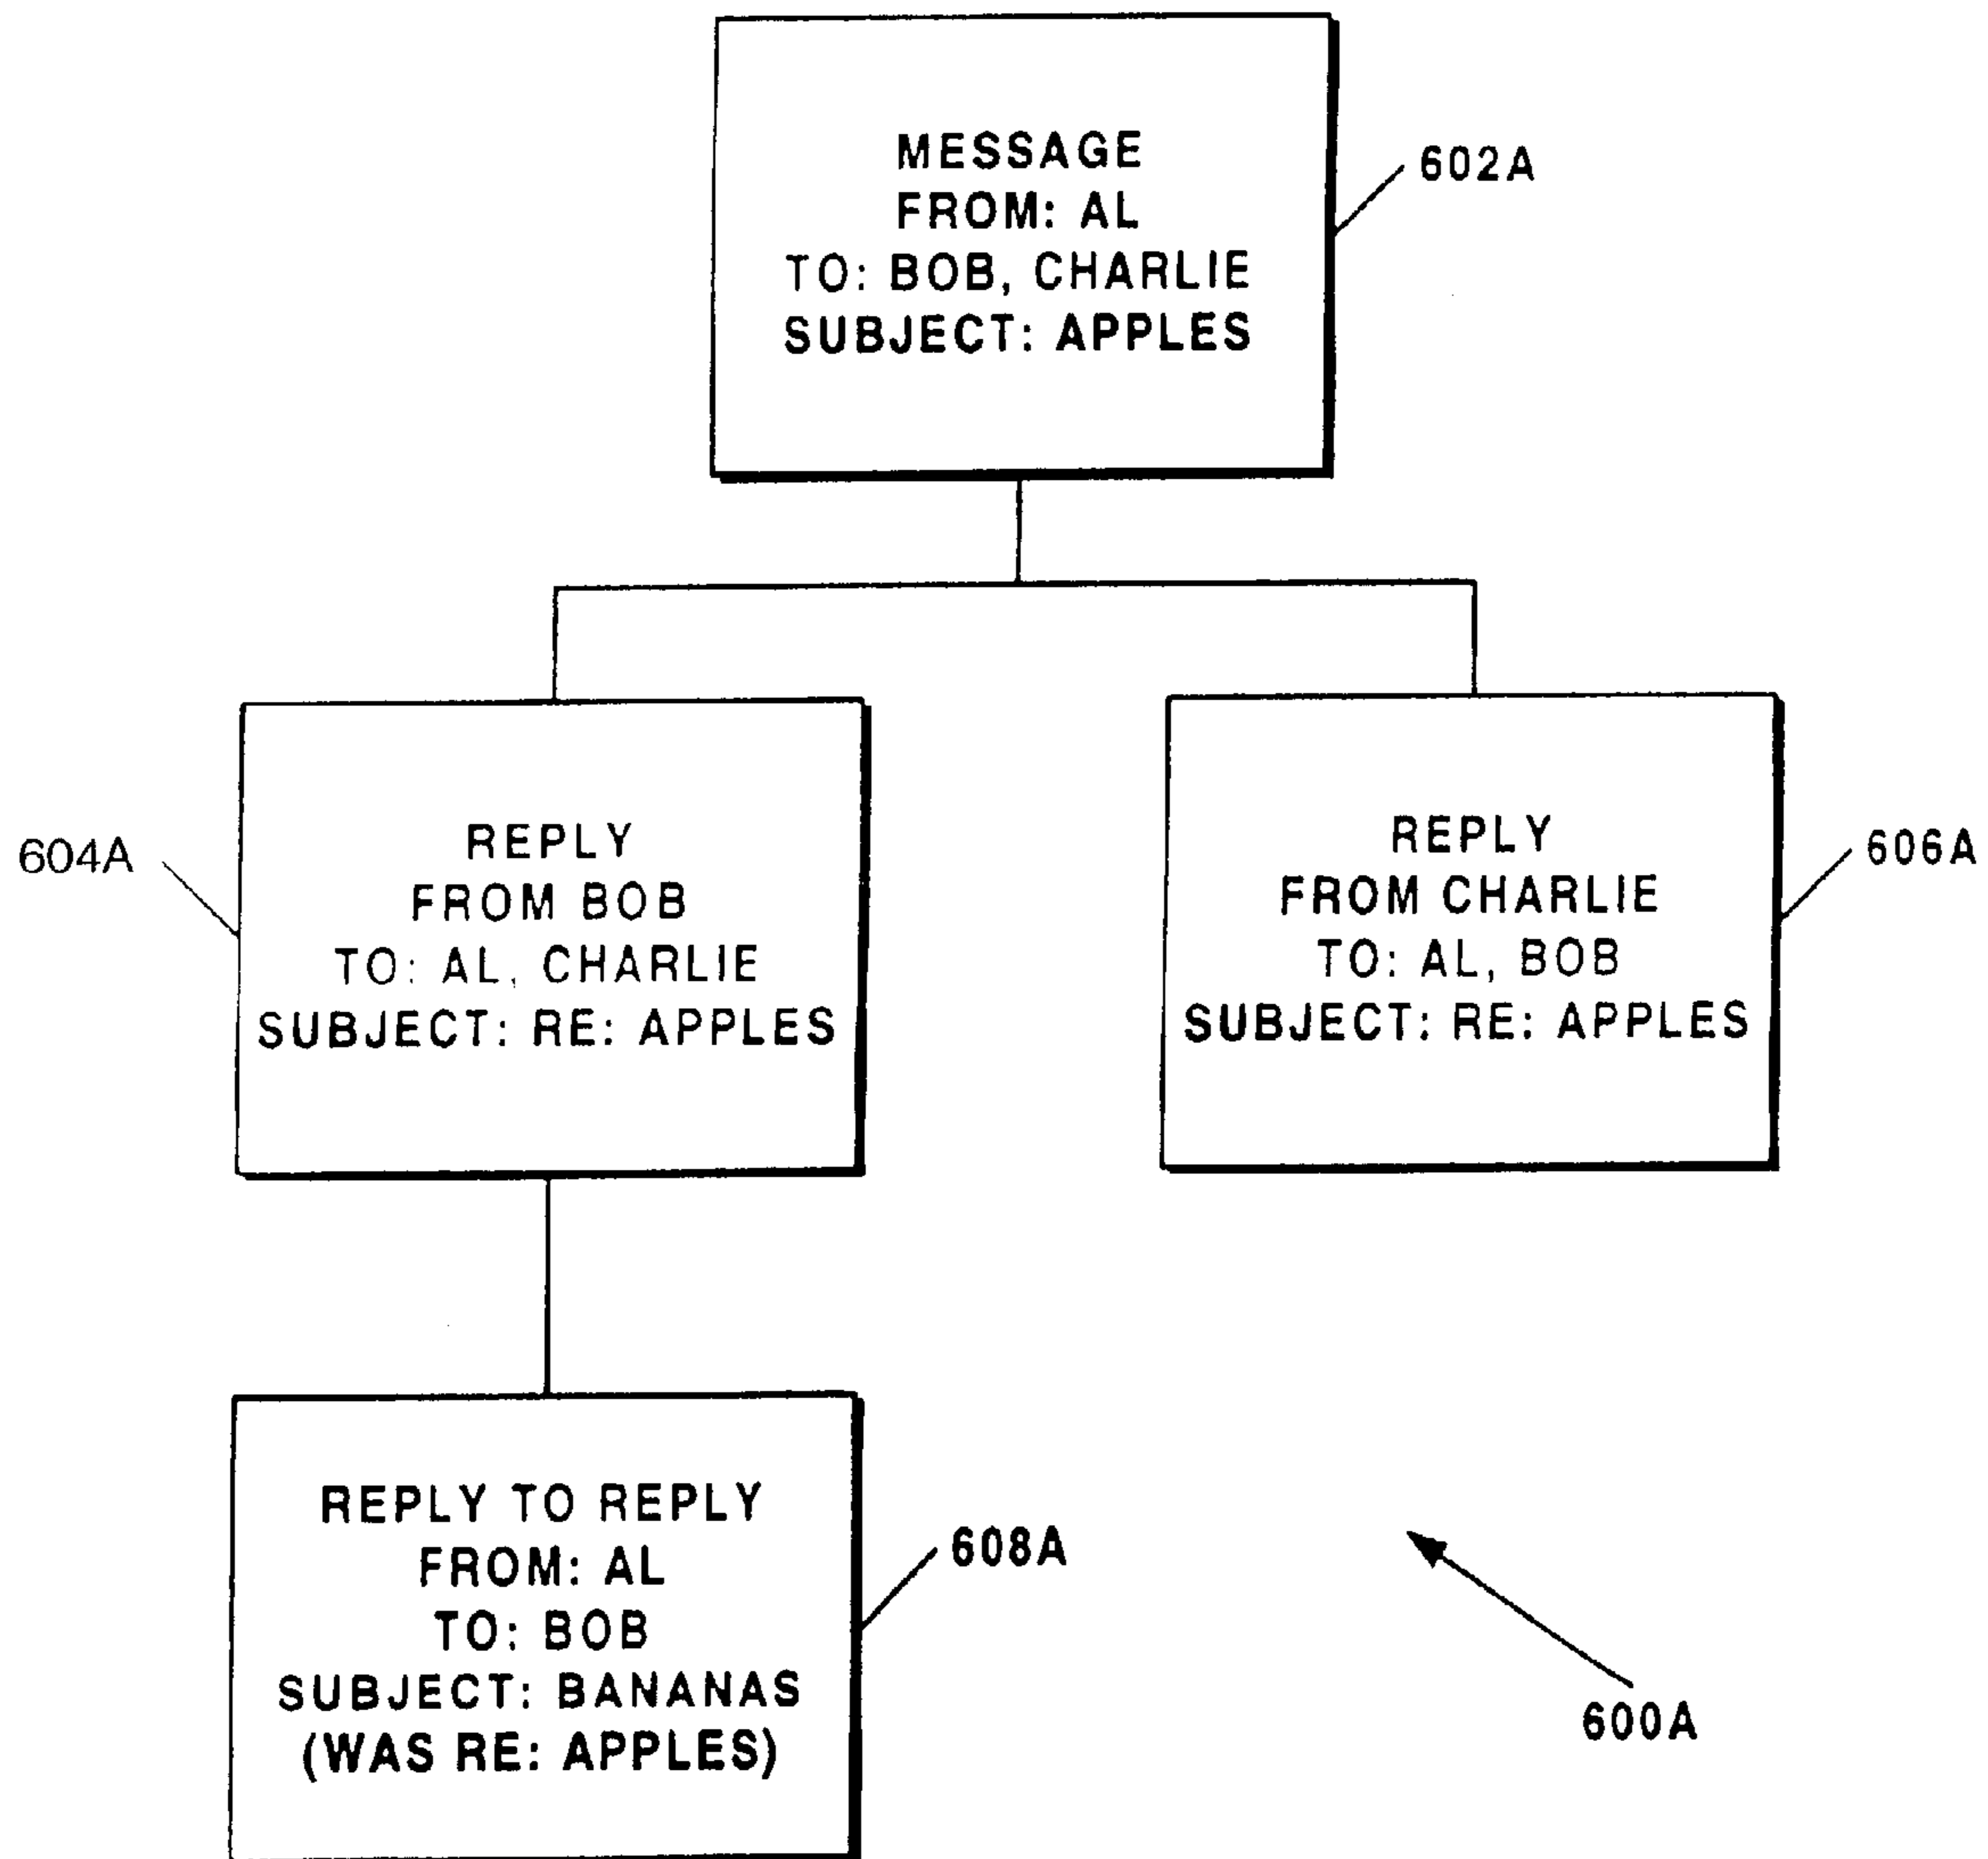 MESSAGE
FROM: AL
TO: BOB, CHARLIE
SUBJECT: APPLES
602A
REPLY
FROM BOB
TO: AL, CHARLIE
SUBJECT: RE: APPLES
604A
REPLY
FROM CHARLIE
TO: AL, BOB
SUBJECT: RE: APPLES
606A
REPLY TO REPLY
FROM: AL
TO: BOB
SUBJECT: BANANAS
(WAS RE: APPLES)
608A
600A